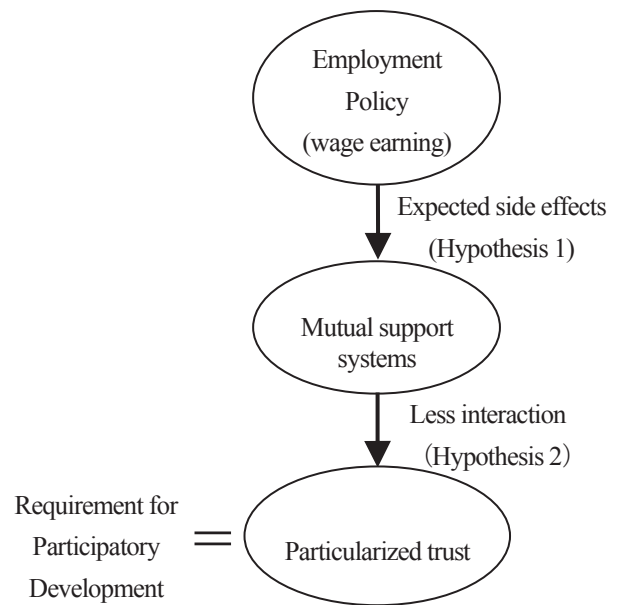 Employment
Policy
(wage earning)
Expected side effects
(Hypothesis 1)
Mutual support
systems
Less interaction
（Hypothesis 2）
Requirement for
Participatory
Development
Particularized trust